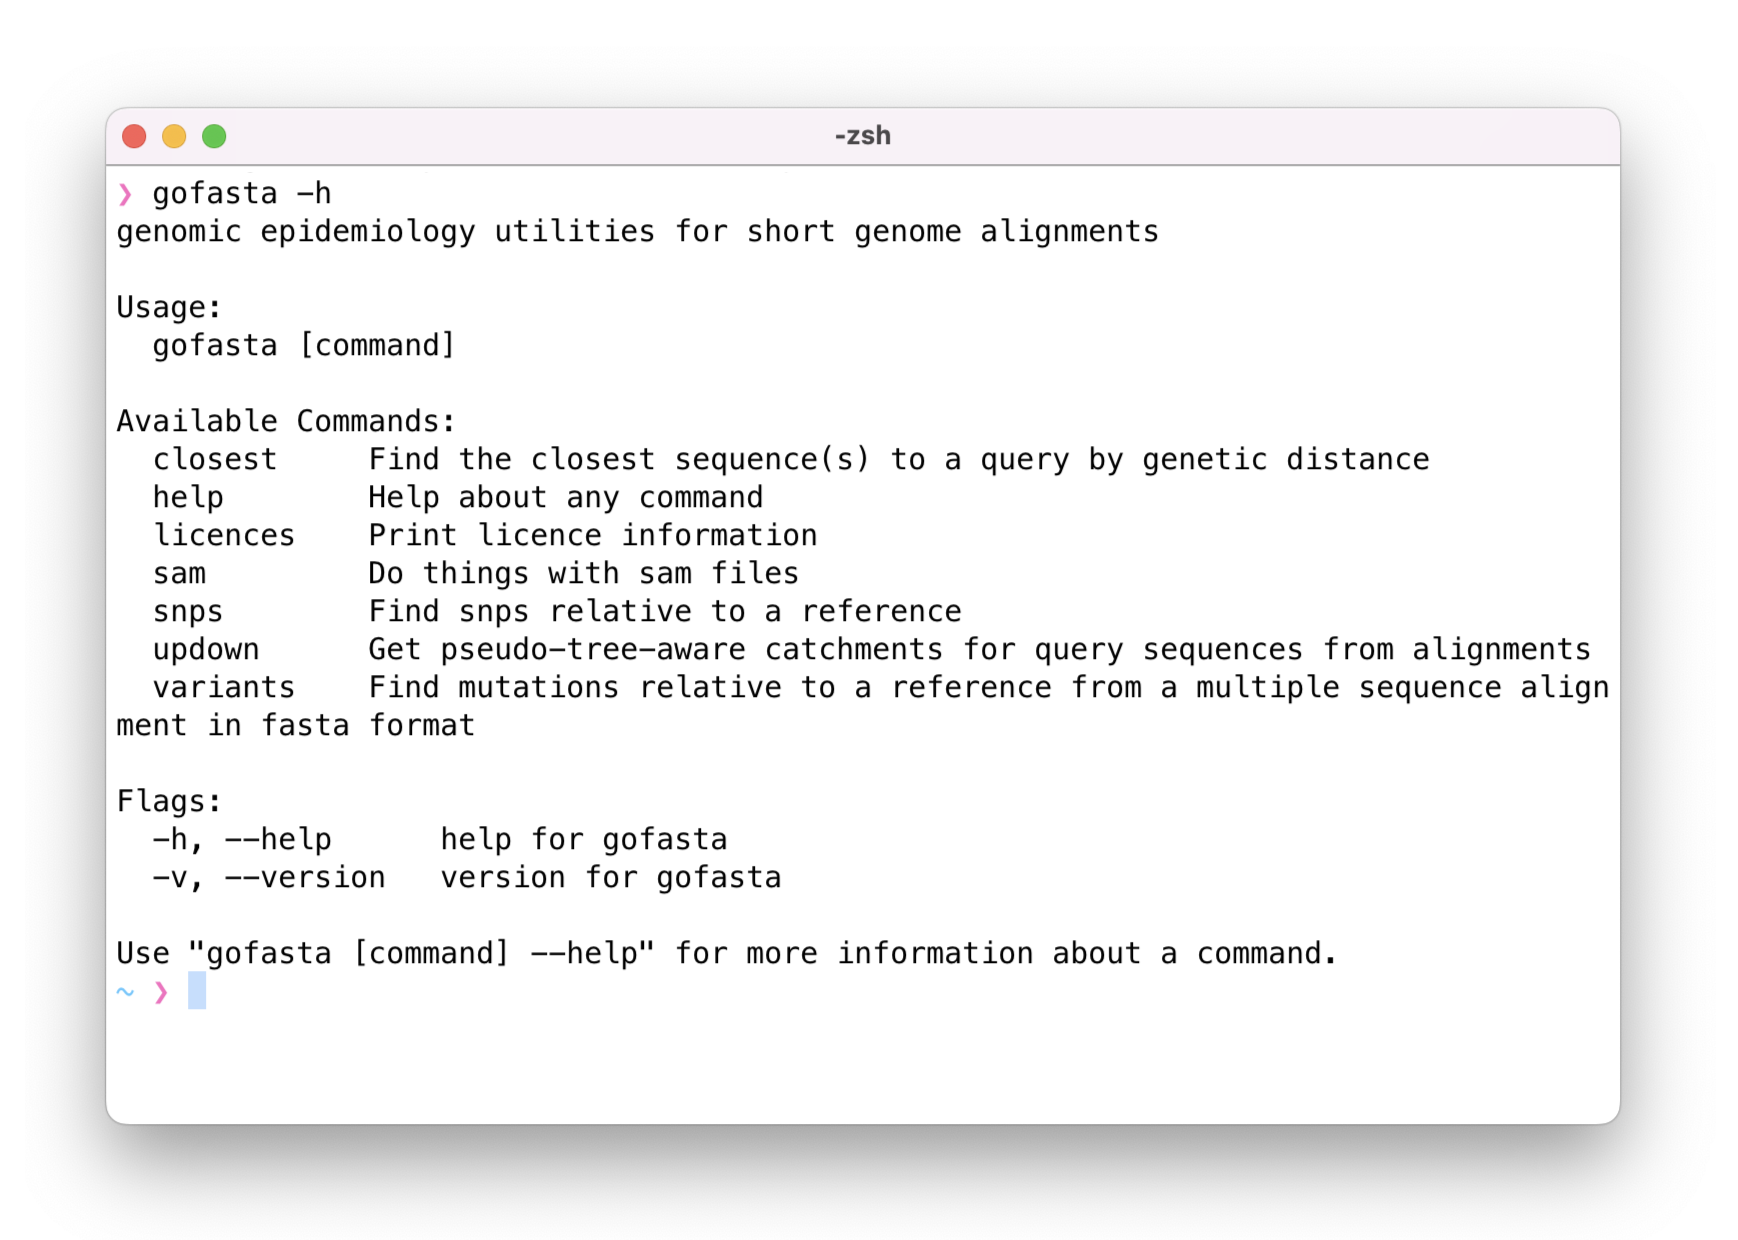 -zsh
❯ gofasta -h
genomic epidemiology utilities for short genome alignments

Usage:
  gofasta [command]

Available Commands:
  closest     Find the closest sequence(s) to a query by genetic distance
  help        Help about any command
  licences    Print licence information
  sam         Do things with sam files
  snps        Find snps relative to a reference
  updown      Get pseudo-tree-aware catchments for query sequences from alignments
  variants    Find mutations relative to a reference from a multiple sequence align
ment in fasta format

Flags:
  -h, --help      help for gofasta
  -v, --version   version for gofasta

Use "gofasta [command] --help" for more information about a command.
~ ❯